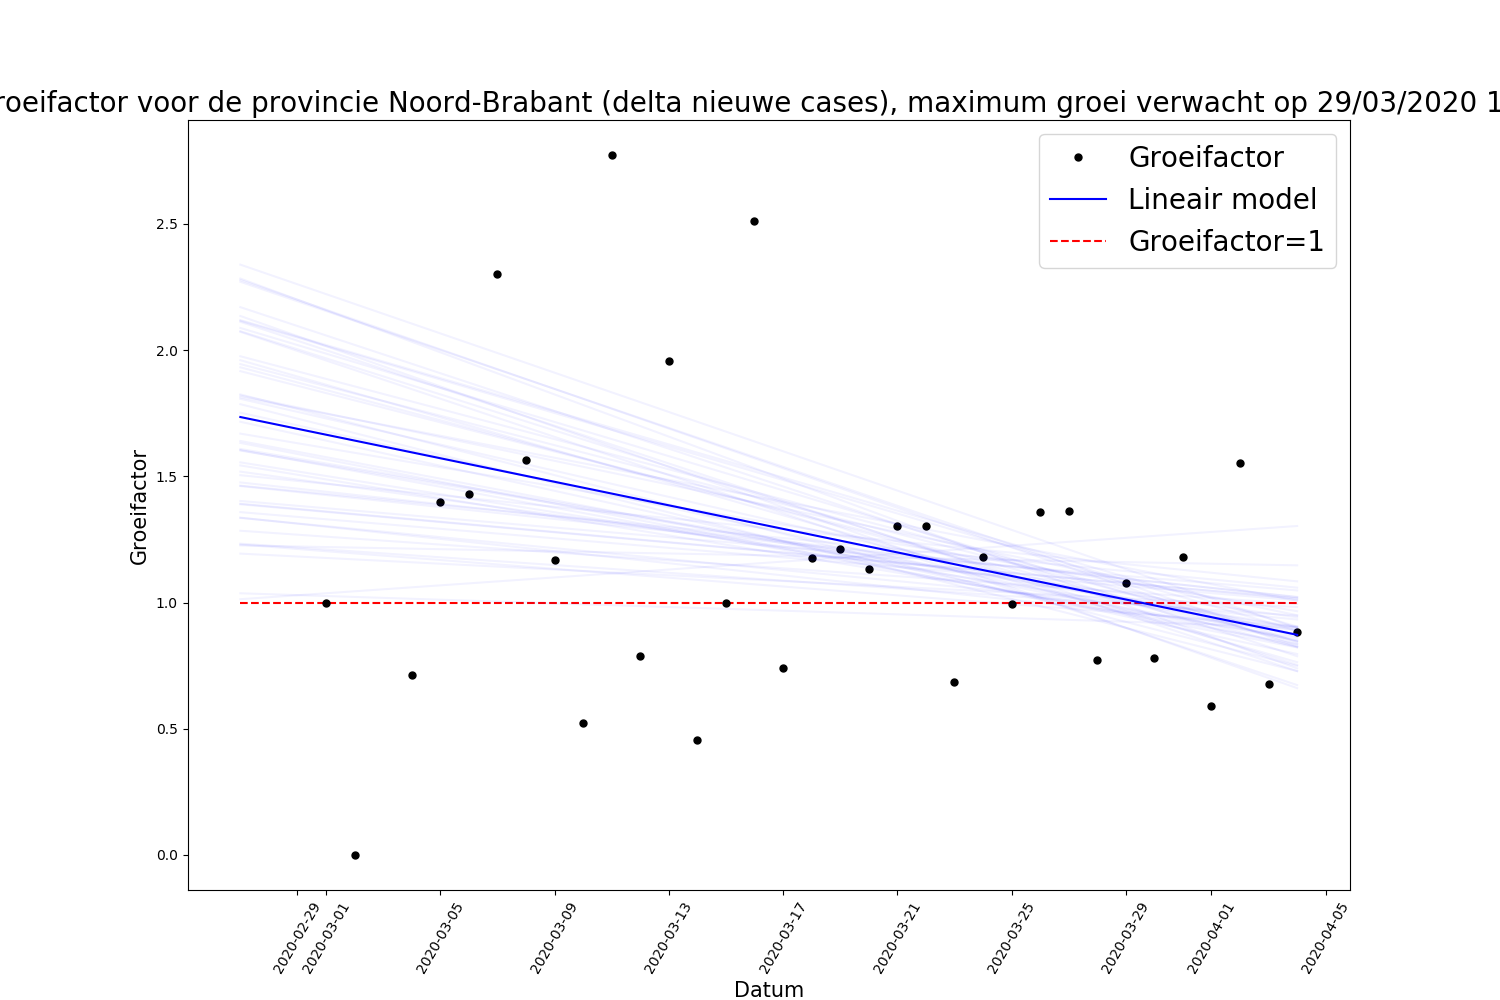 roeifactor voor de provincie Noord-Brabant (delta nieuwe cases), maximum groei verwacht op 29/03/2020 1
Groeifactor
Lineair model
Groeifactor=1
Groeifactor
2.5
2.0
1.5
1.0
0.5
0.0
2020-02-29
2020-03-01
2020-03-05
2020-03-09
2020-03-13
2020-03-17
2020-03-21
2020-03-25
2020-03-29
2020-04-01
2020-04-05
Datum